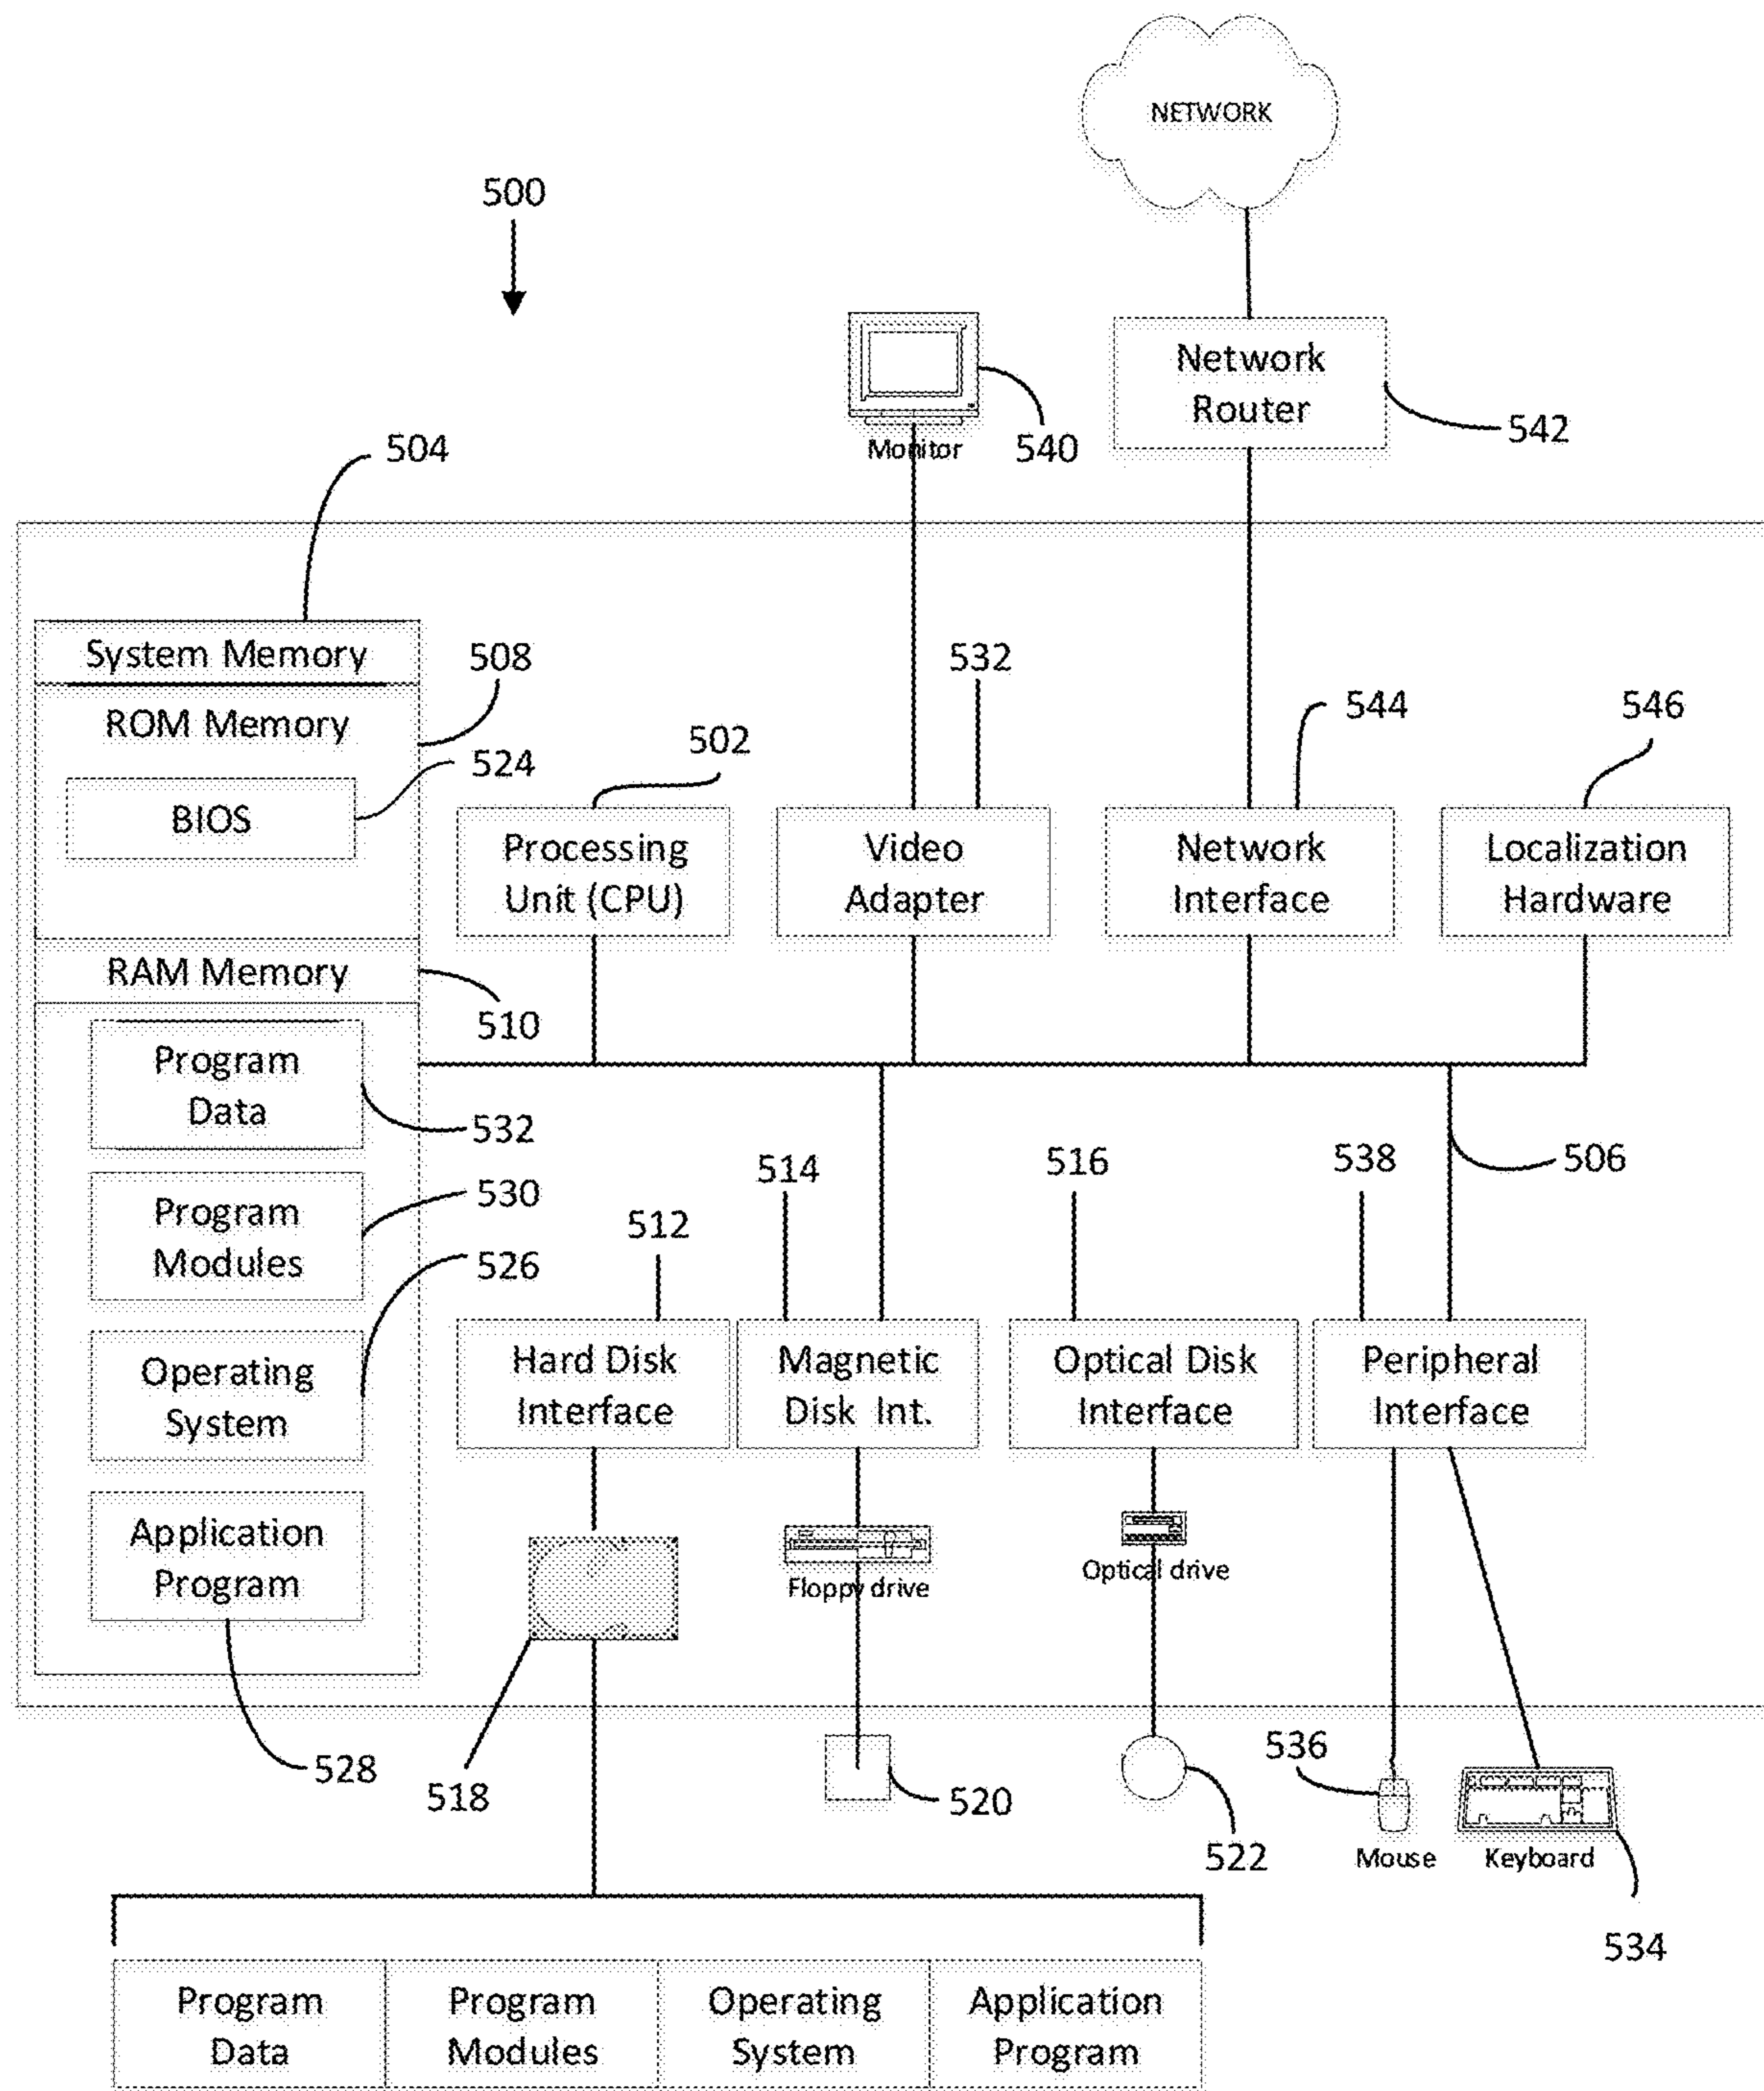 NETWORK
500
Network
Router
542
Monitor
540
504
System Memory
508
ROM Memory
524
BIOS
502
532
544
546
Processing
Unit (CPU)
Video
Adapter
Network
Interface
Localization
Hardware
RAM Memory
510
Program
Data
532
Program
Modules
530
526
Operating
System
Application
Program
528
512
514
516
538
506
Hard Disk
Interface
Magnetic
Disk Int.
Optical Disk
Interface
Peripheral
Interface
Floppy drive
Optical drive
518
520
522
536
Mouse
Keyboard
534
Program
Data
Program
Modules
Operating
System
Application
Program